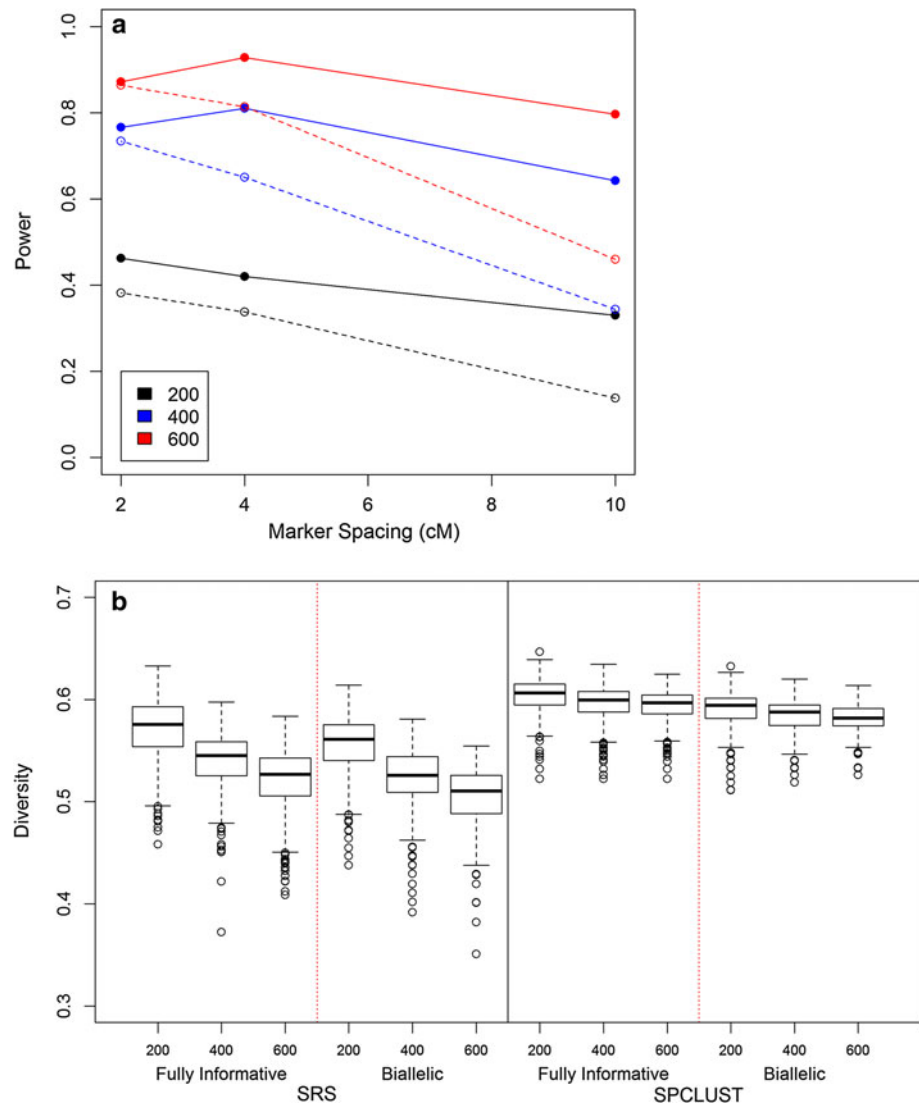 a
1.0
0.8
0.6
0.4
0.2
0.0
Power
200
400
600
2 4 6 8 10
Marker Spacing (cM)
b
0.7
0.6
0.5
0.4
0.3
Diversity
200 400 600 200 400 600 200 400 600 200 400 600
Fully Informative Biallelic Fully Informative Biallelic
SRS SPCLUST